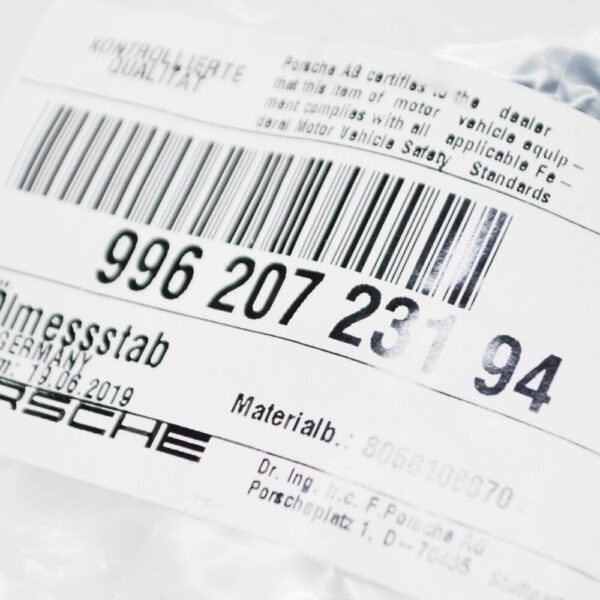 KONTROLLIERTE
QUALITÄT
Porsche AG certifies to the dealer
that this item of motor vehicle equip-
ment complies with all applicable Fe-
deral Motor Vehicle Safety Standards
996 207 231 94
Ölmessstab
GERMANY
m: 19.06.2019
RSCHE
Materialb.:
Dr. Ing. h.c. F.Porsche AG
Porscheplatz 1, D-70435